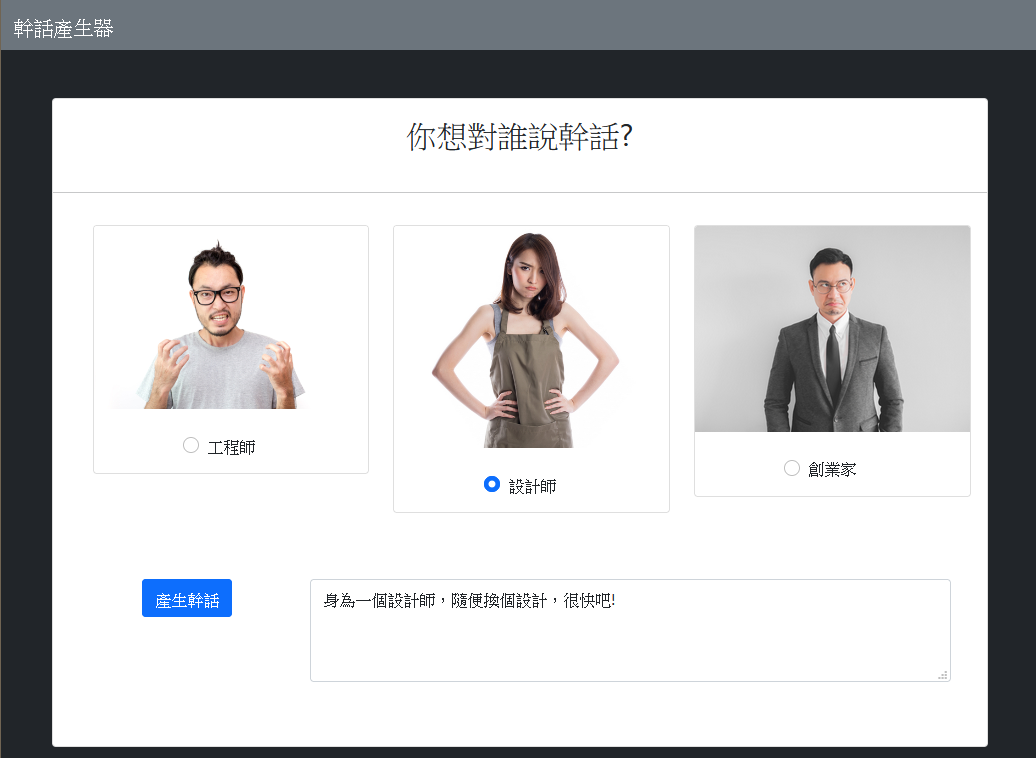 幹話產生器
你想對誰說幹話?
工程師
設計師
創業家
產生幹話
身為一個設計師，隨便換個設計，很快吧!